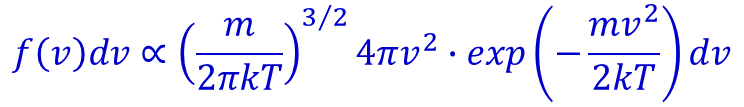 f(v)dv ∝ (m/2πkT)^{3/2} 4πv² · exp(−mv²/2kT) dv